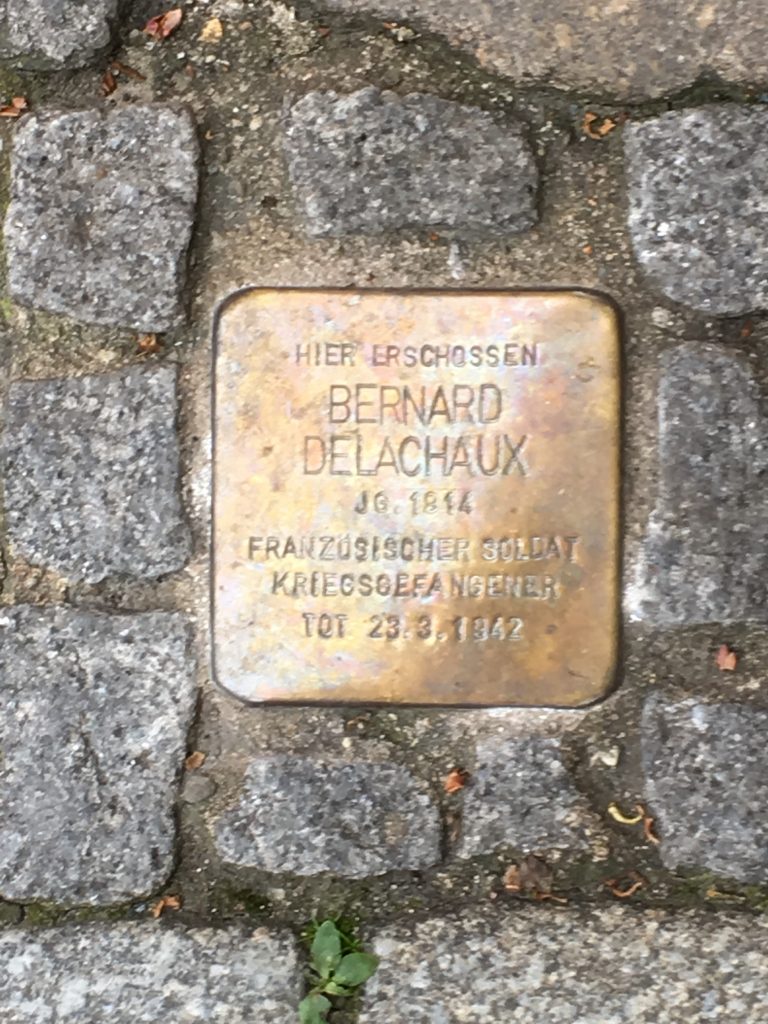 HIER ERSCHOSSEN
BERNARD
DELACHAUX
JG. 1914
FRANZÖSISCHER SOLDAT
KRIEGSGEFANGENER
TOT 23.3.1942